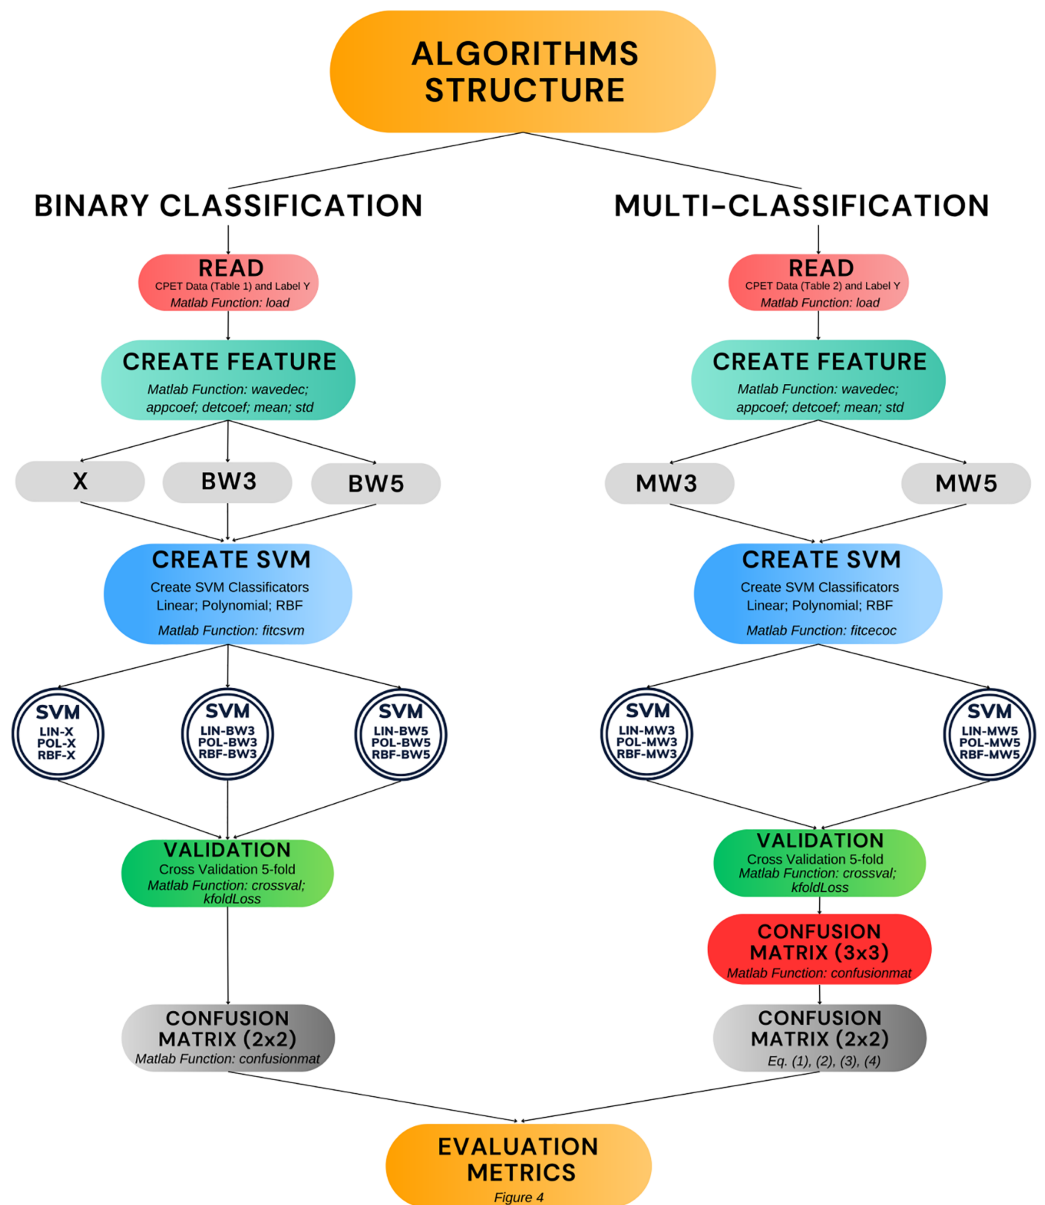 ALGORITHMS
STRUCTURE
BINARY CLASSIFICATION
READ
CPET Data (Table 1) and Label Y
Matlab Function: load
CREATE FEATURE
Matlab Function: wavedec;
appcoef; detcoef; mean; std
X
BW3
BW5
CREATE SVM
Create SVM Classificators
Linear; Polynomial; RBF
Matlab Function: fitcsvm
SVM
LIN-X
POL-X
RBF-X
SVM
LIN-BW3
POL-BW3
RBF-BW3
SVM
LIN-BW5
POL-BW5
RBF-BW5
VALIDATION
Cross Validation 5-fold
Matlab Function: crossval;
kfoldLoss
CONFUSION
MATRIX (2x2)
Matlab Function: confusionmat
MULTI-CLASSIFICATION
READ
CPET Data (Table 2) and Label Y
Matlab Function: load
CREATE FEATURE
Matlab Function: wavedec;
appcoef; detcoef; mean; std
MW3
MW5
CREATE SVM
Create SVM Classificators
Linear; Polynomial; RBF
Matlab Function: fitcecoc
SVM
LIN-MW3
POL-MW3
RBF-MW3
SVM
LIN-MW5
POL-MW5
RBF-MW5
VALIDATION
Cross Validation 5-fold
Matlab Function: crossval;
kfoldLoss
CONFUSION
MATRIX (3x3)
Matlab Function: confusionmat
CONFUSION
MATRIX (2x2)
Eq. (1), (2), (3), (4)
EVALUATION
METRICS
Figure 4